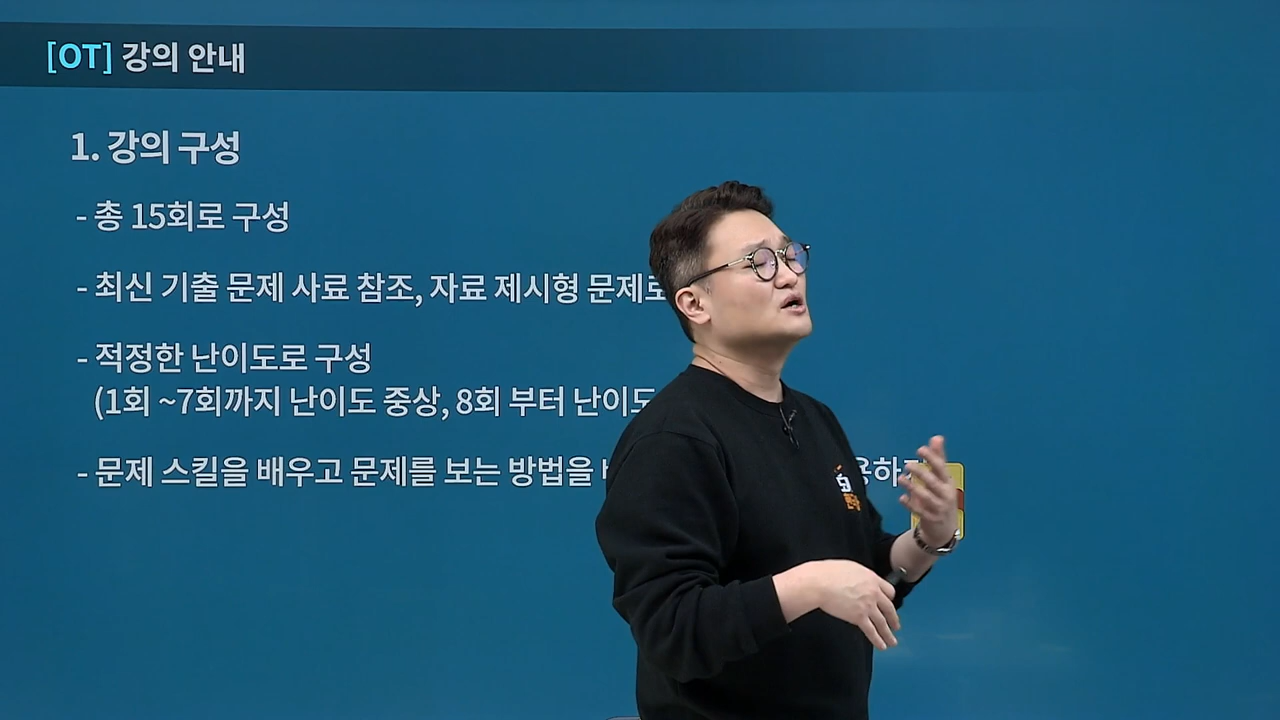 [OT] 강의 안내
1. 강의 구성
- 총 15회로 구성
- 최신 기출 문제 사료 참조, 자료 제시형 문제로
- 적정한 난이도로 구성
(1회 ~7회까지 난이도 중상, 8회 부터 난이도
- 문제 스킬을 배우고 문제를 보는 방법을